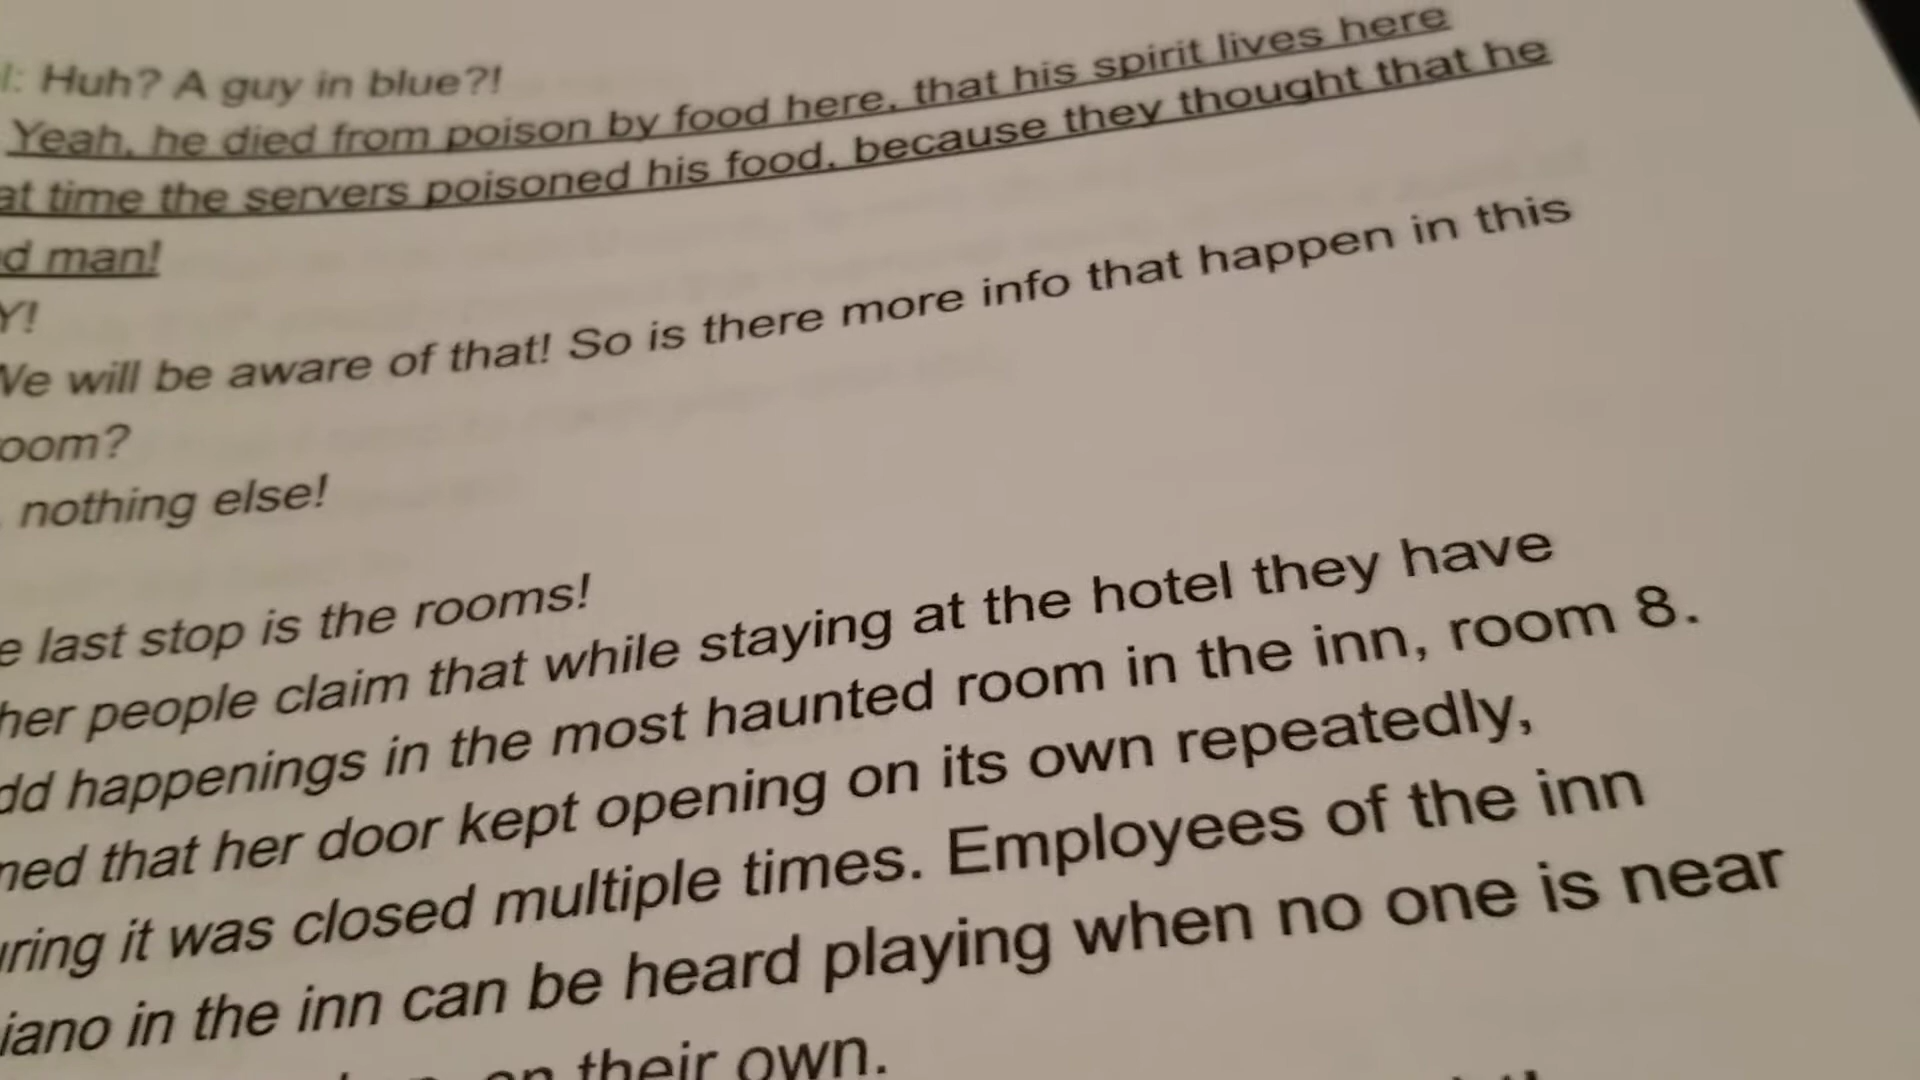 Huh? A guy in blue?!
Yeah, he died from poison by food here, that his spirit lives here
at time the servers poisoned his food, because they thought that he
d man!
Y!
We will be aware of that! So is there more info that happen in this
oom?
nothing else!
e last stop is the rooms!
her people claim that while staying at the hotel they have
dd happenings in the most haunted room in the inn, room 8.
ned that her door kept opening on its own repeatedly,
uring it was closed multiple times. Employees of the inn
iano in the inn can be heard playing when no one is near
on their own.